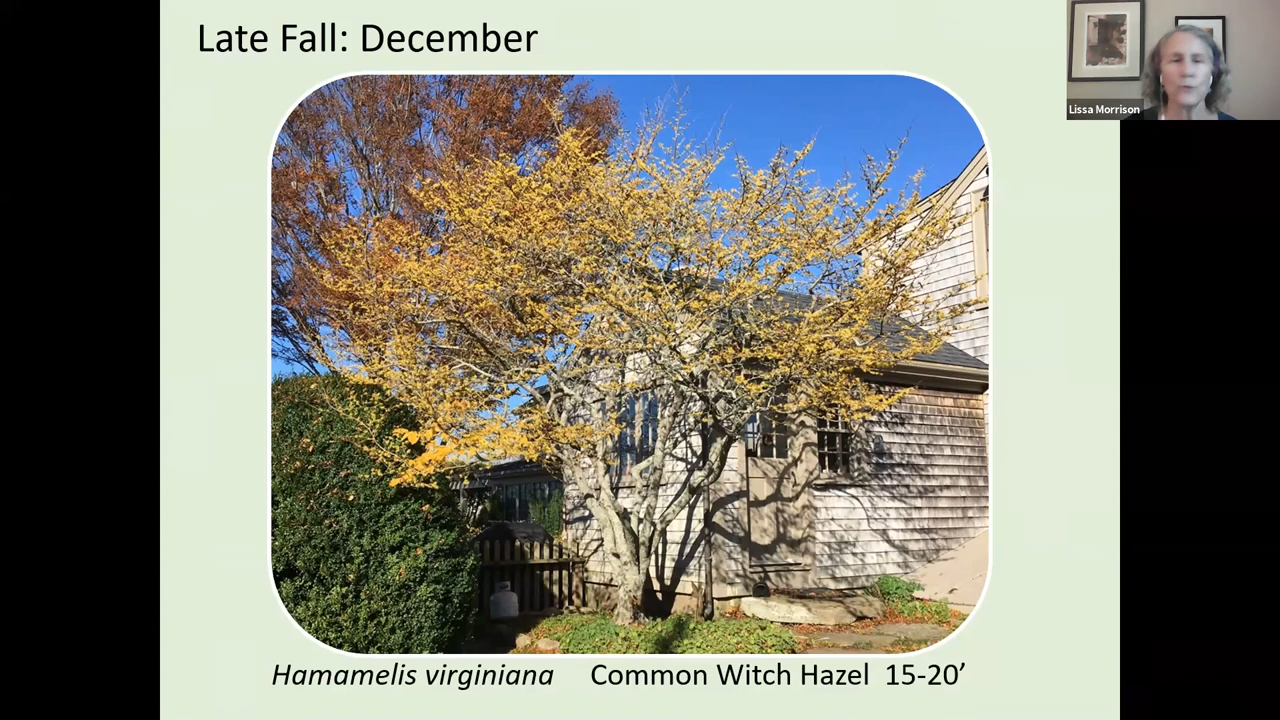 Late Fall: December
Lissa Morrison
Hamamelis virginiana Common Witch Hazel 15-20’